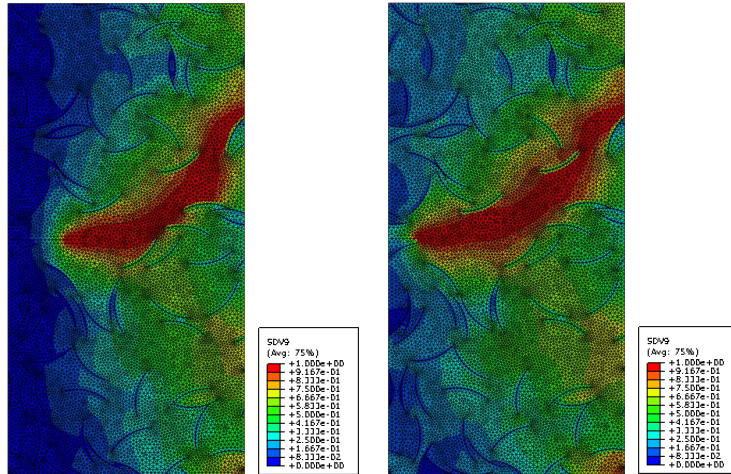 SDV9
(Avg: 75%)
+1.000e+00
+9.167e-01
+8.333e-01
+7.500e-01
+6.667e-01
+5.833e-01
+5.000e-01
+4.167e-01
+3.333e-01
+2.500e-01
+1.667e-01
+8.333e-02
+0.000e+00
SDV9
(Avg: 75%)
+1.000e+00
+9.167e-01
+8.333e-01
+7.500e-01
+6.667e-01
+5.833e-01
+5.000e-01
+4.167e-01
+3.333e-01
+2.500e-01
+1.667e-01
+8.333e-02
+0.000e+00